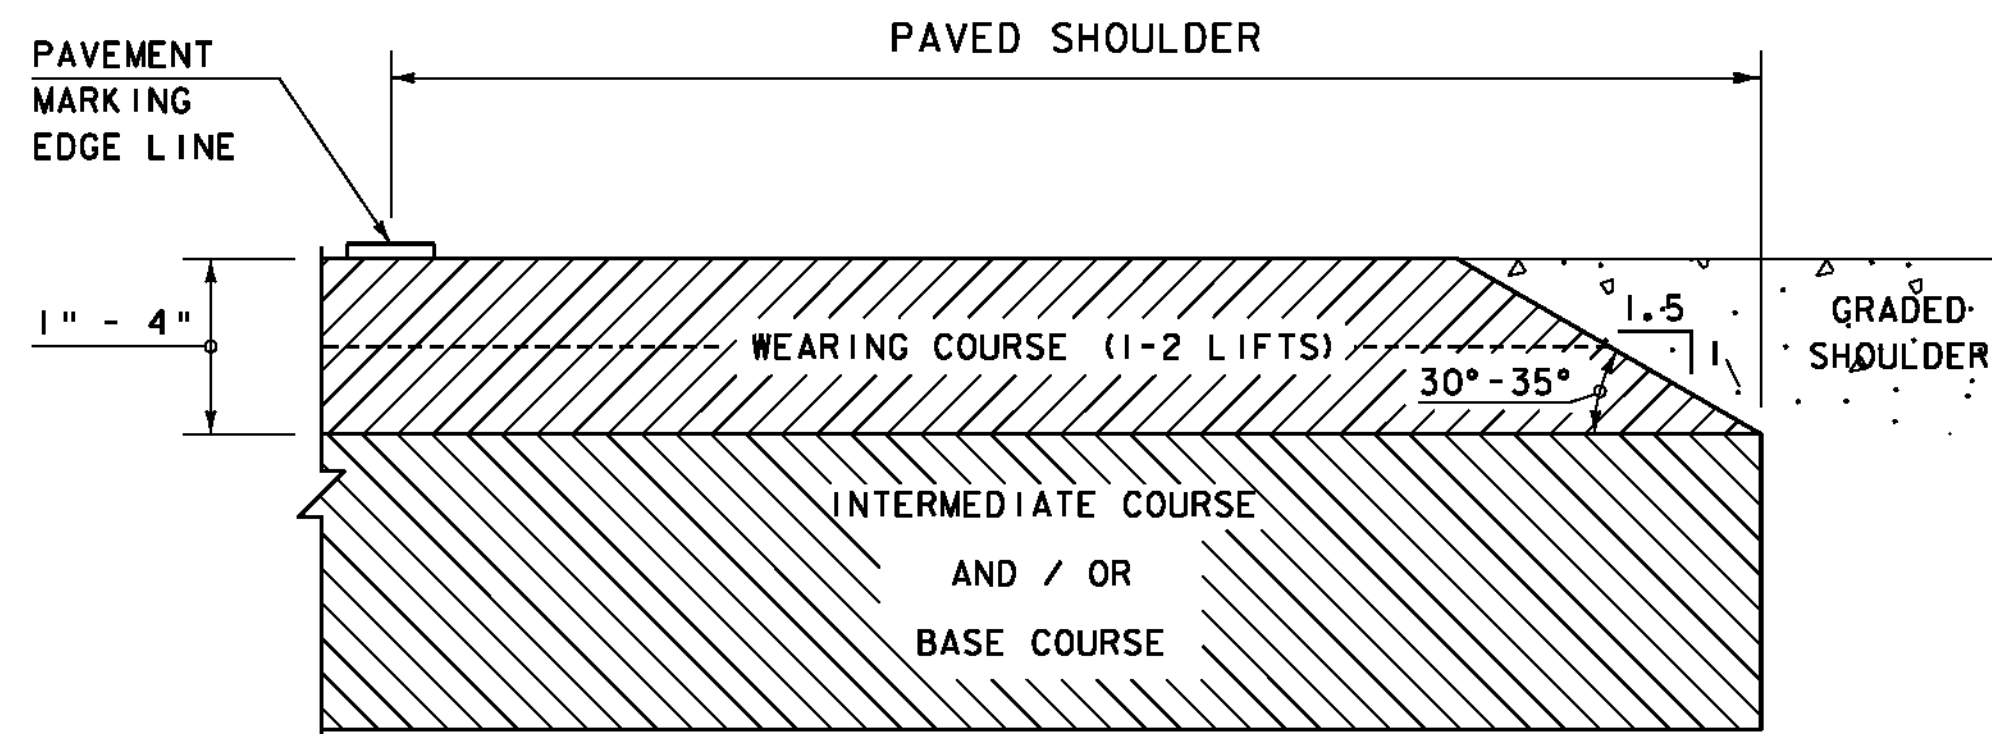 PAVED SHOULDER
PAVEMENT
MARKING
EDGE LINE
1" - 4"
WEARING COURSE (1-2 LIFTS)
1.5
1
30°-35°
GRADED
SHOULDER
INTERMEDIATE COURSE
AND / OR
BASE COURSE